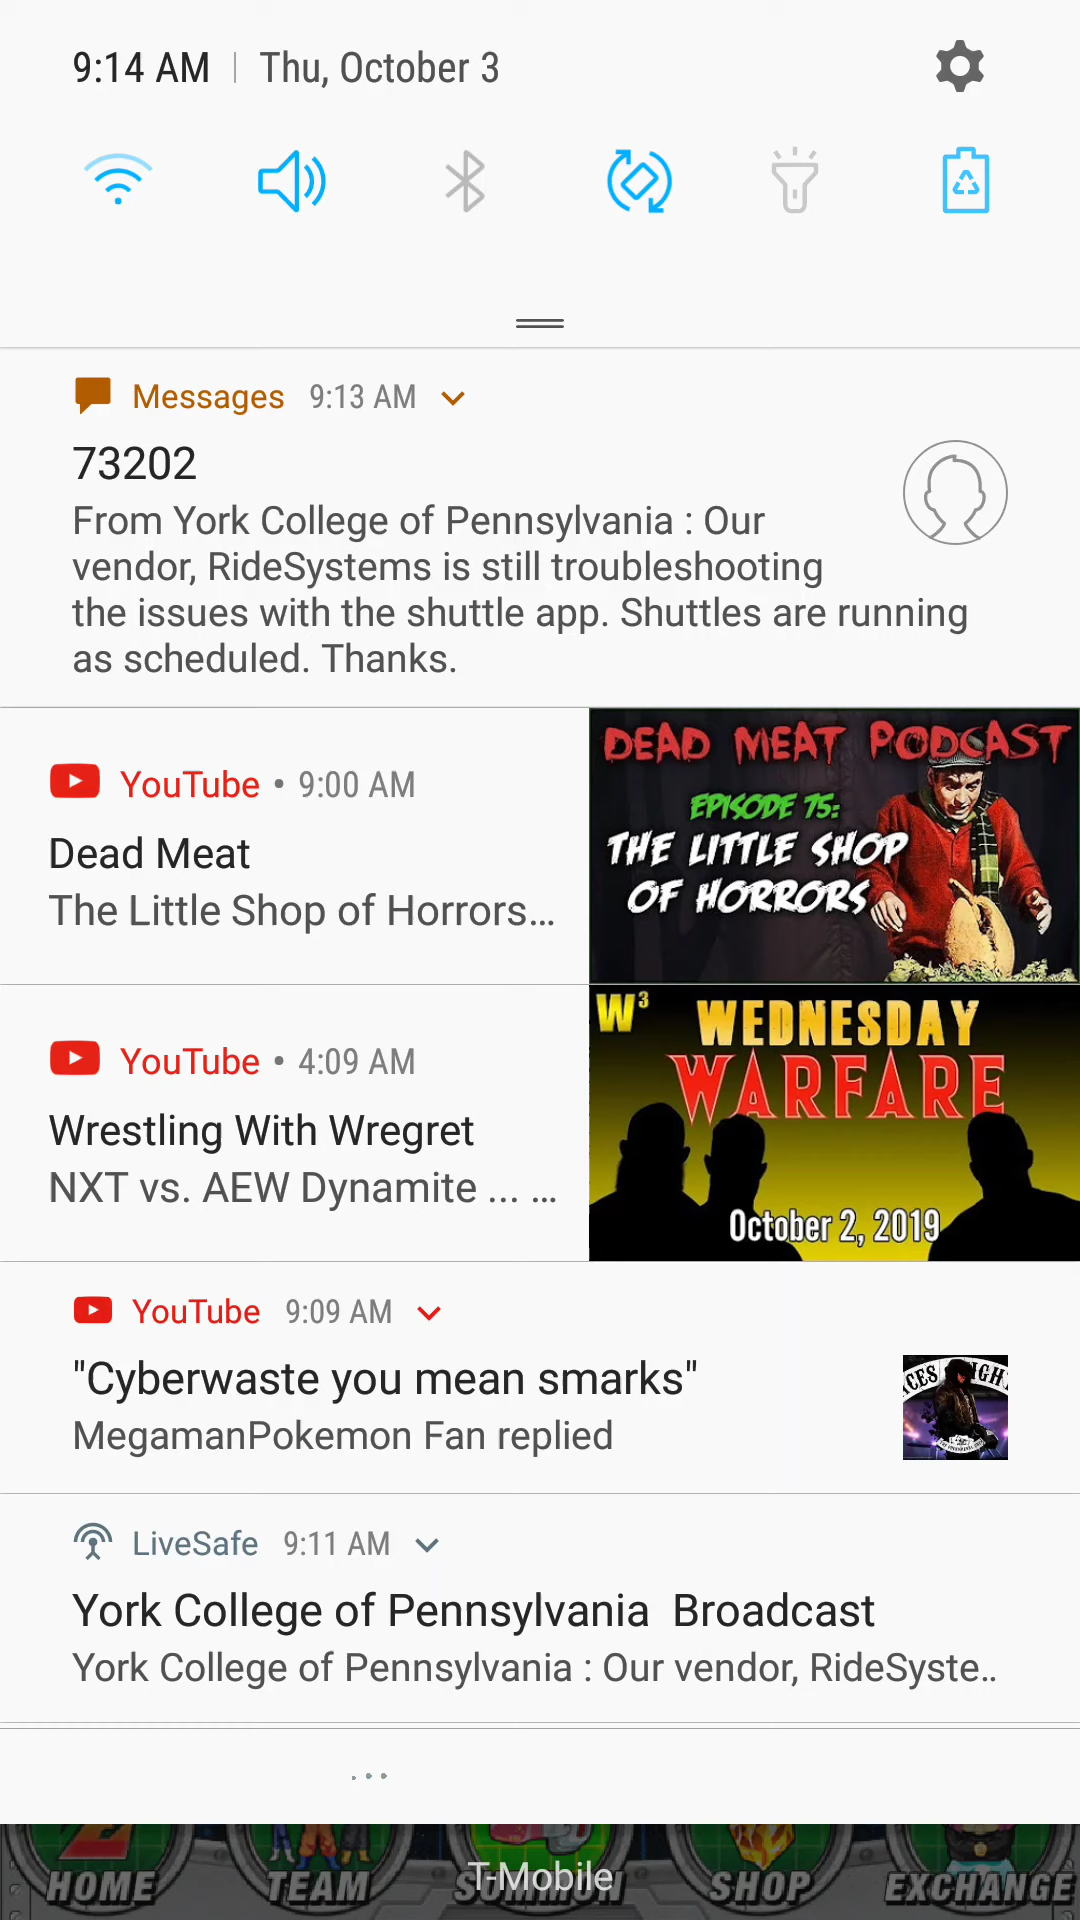 9:14 AM | Thu, October 3
Messages 9:13 AM
73202
From York College of Pennsylvania : Our
vendor, RideSystems is still troubleshooting
the issues with the shuttle app. Shuttles are running
as scheduled. Thanks.
YouTube • 9:00 AM
Dead Meat
The Little Shop of Horrors...
DEAD MEAT PODCAST
EPISODE 75:
THE LITTLE SHOP
OF HORRORS
YouTube • 4:09 AM
Wrestling With Wregret
NXT vs. AEW Dynamite ... ...
W3
WEDNESDAY
WARFARE
October 2, 2019
YouTube 9:09 AM
"Cyberwaste you mean smarks"
MegamanPokemon Fan replied
LiveSafe 9:11 AM
York College of Pennsylvania  Broadcast
York College of Pennsylvania : Our vendor, RideSyste..
...
HOME
TEAM
T-Mobile
SHOP
EXCHANGE